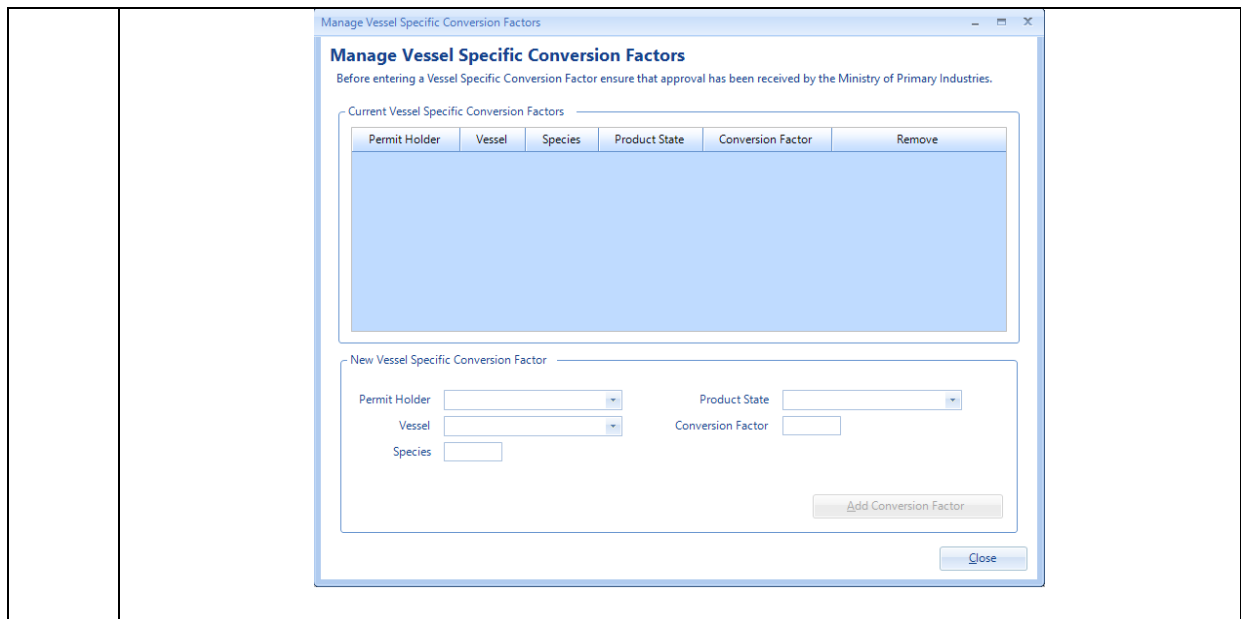 Manage Vessel Specific Conversion Factors
Manage Vessel Specific Conversion Factors
Before entering a Vessel Specific Conversion Factor ensure that approval has been received by the Ministry of Primary Industries.
Current Vessel Specific Conversion Factors
Permit Holder Vessel Species Product State Conversion Factor Remove
New Vessel Specific Conversion Factor
Permit Holder Product State
Vessel Conversion Factor
Species
Add Conversion Factor
Close